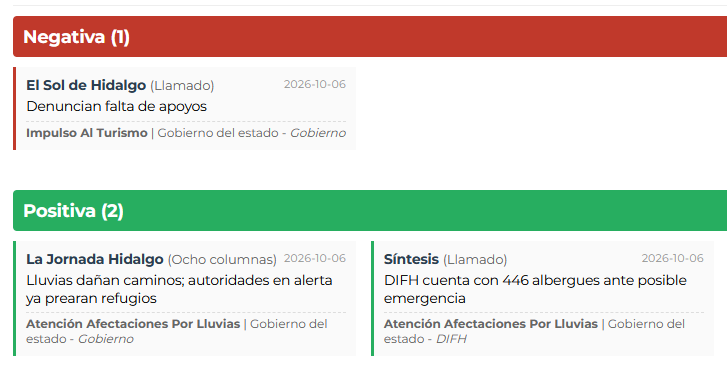 Negativa (1)
El Sol de Hidalgo (Llamado) 2026-10-06
Denuncian falta de apoyos
Impulso Al Turismo | Gobierno del estado - Gobierno
Positiva (2)
La Jornada Hidalgo (Ocho columnas) 2026-10-06
Lluvias dañan caminos; autoridades en alerta
ya prearan refugios
Atención Afectaciones Por Lluvias | Gobierno del
estado - Gobierno
Síntesis (Llamado) 2026-10-06
DIFH cuenta con 446 albergues ante posible
emergencia
Atención Afectaciones Por Lluvias | Gobierno del
estado - DIFH